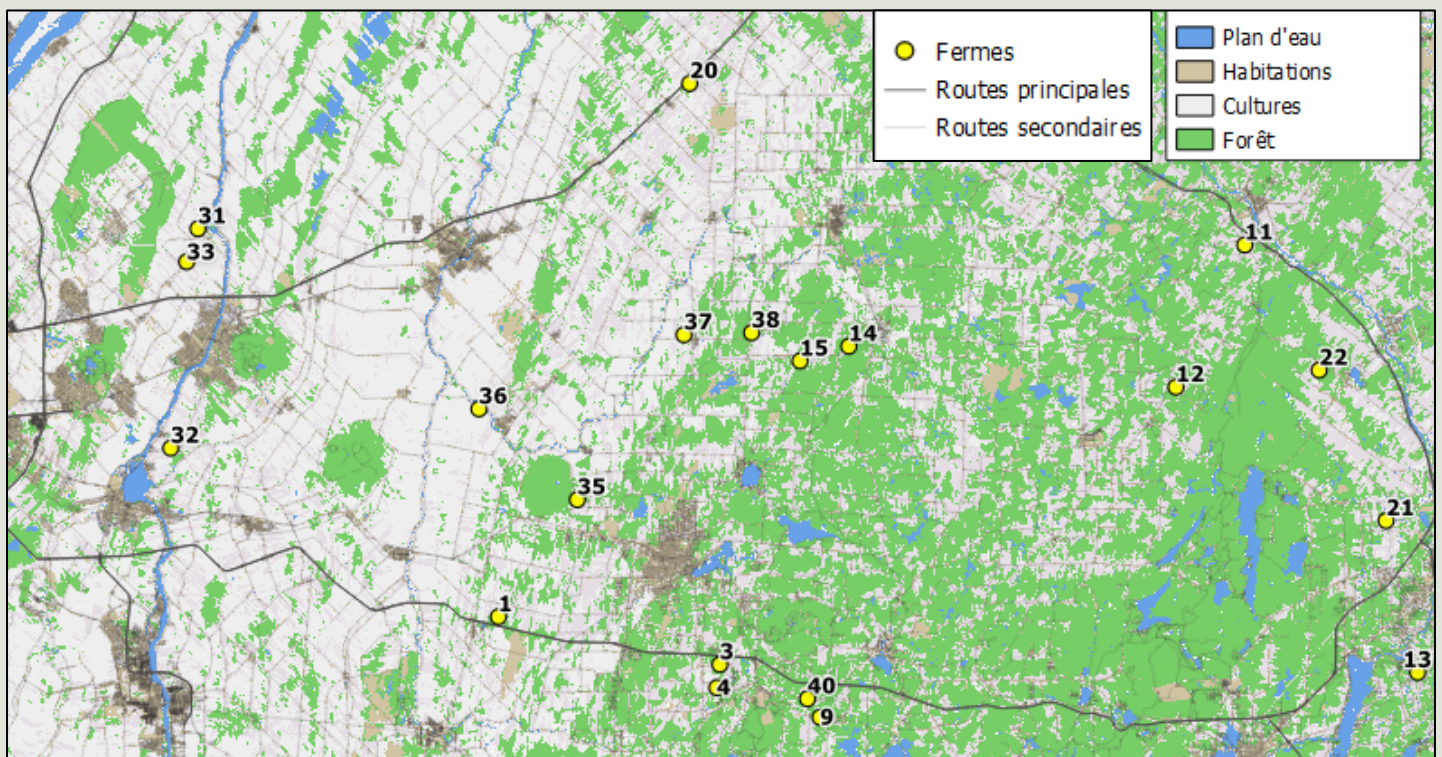 Fermes
Routes principales
Routes secondaires
Plan d'eau
Habitations
Cultures
Forêt
20
31
11
33
37
38
14
15
22
12
36
32
35
21
1
3
13
4
40
9